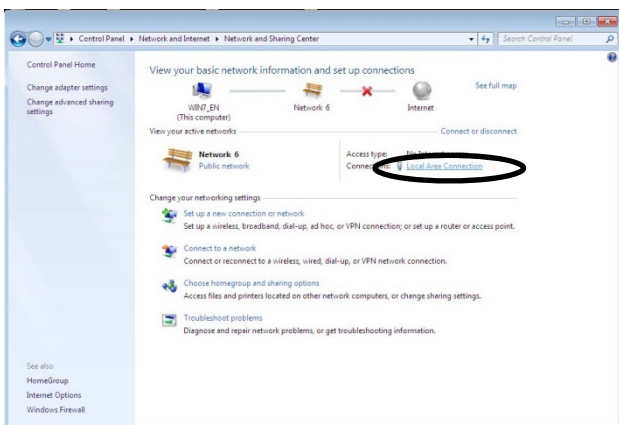 Control Panel ▸ Network and Internet ▸ Network and Sharing Center
Search Control Panel
Control Panel Home
Change adapter settings
Change advanced sharing
settings
View your basic network information and set up connections
See full map
WIN7_EN
(This computer)
Network 6
Internet
View your active networks
Connect or disconnect
Network 6
Public network
Access type: No Internet access
Connections: Local Area Connection
Change your networking settings
Set up a new connection or network
Set up a wireless, broadband, dial-up, ad hoc, or VPN connection; or set up a router or access point.
Connect to a network
Connect or reconnect to a wireless, wired, dial-up, or VPN network connection.
Choose homegroup and sharing options
Access files and printers located on other network computers, or change sharing settings.
Troubleshoot problems
Diagnose and repair network problems, or get troubleshooting information.
See also
HomeGroup
Internet Options
Windows Firewall